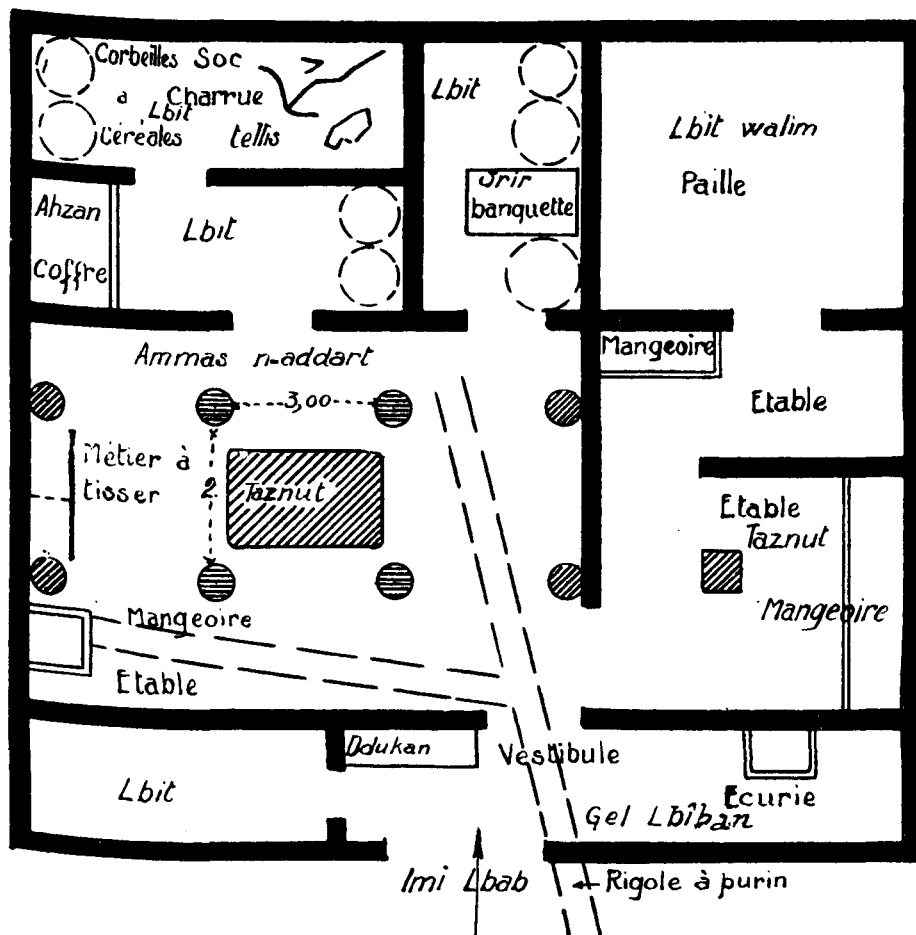 Corbeilles Soc
à Charrue
Lbit
Céréales tellis
Lbit
Srir
banquette
Lbit walim
Paille
Ahzan
Coffre
Lbit
Ammas n-addart
Mangeoire
3,00
Etable
Métier à
tisser
2
Taznut
Etable
Taznut
Mangeoire
Mangeoire
Etable
Ddukan
Vestibule
Lbit
Ecurie
Gel Lbîban
Imi Lbab
Rigole à purin